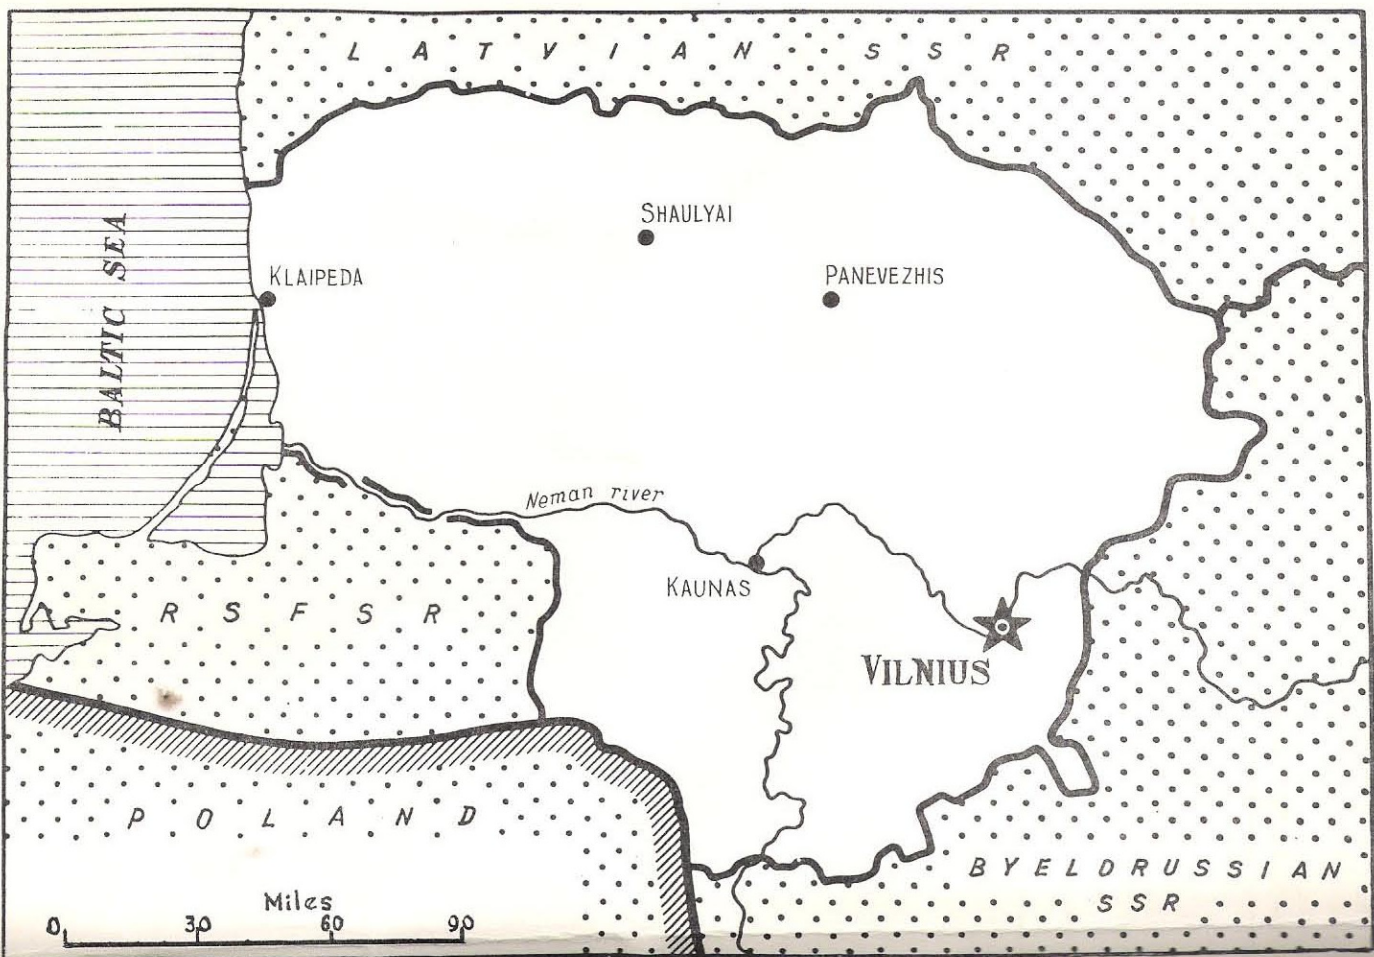 LATVIAN SSR
SHAULYAI
BALTIC SEA
KLAIPEDA
PANEVEZHIS
Neman river
KAUNAS
RSFSR
VILNIUS
POLAND
BYELDRUSSIAN
SSR
Miles
0 30 60 90